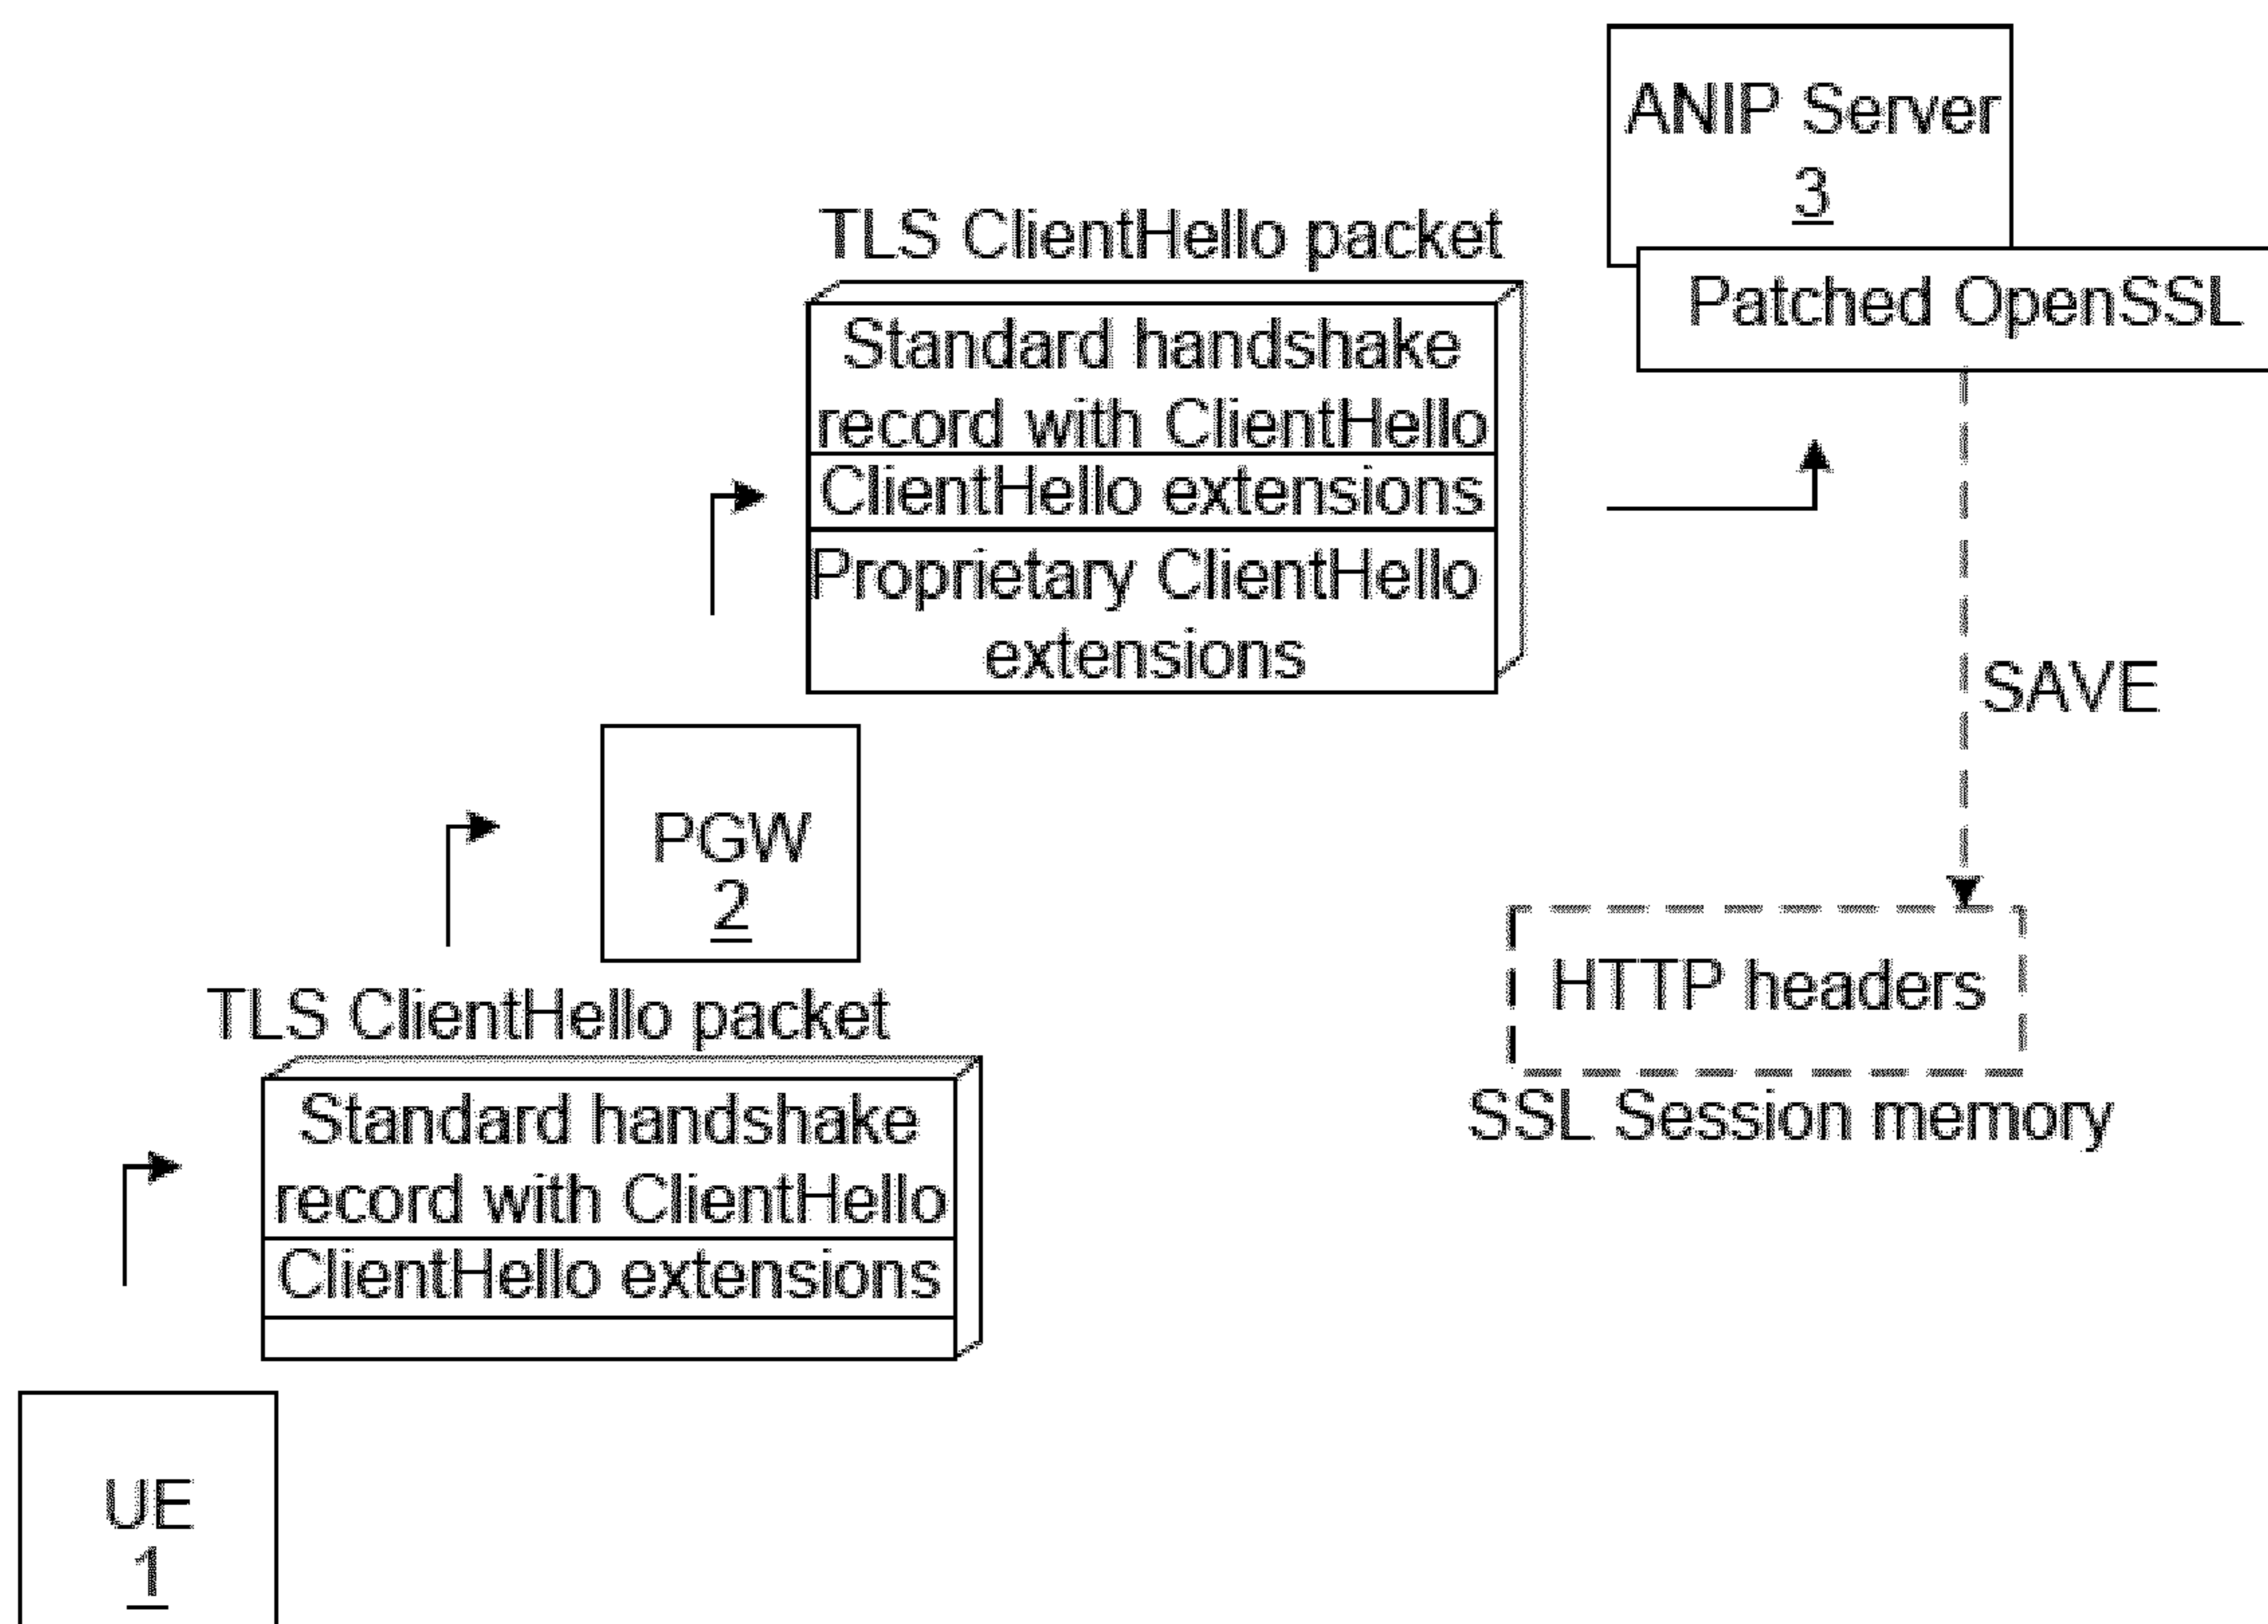 ANIP Server
3
Patched OpenSSL
TLS ClientHello packet
Standard handshake
record with ClientHello
ClientHello extensions
Proprietary ClientHello
extensions
SAVE
PGW
2
HTTP headers
SSL Session memory
TLS ClientHello packet
Standard handshake
record with ClientHello
ClientHello extensions
UE
1